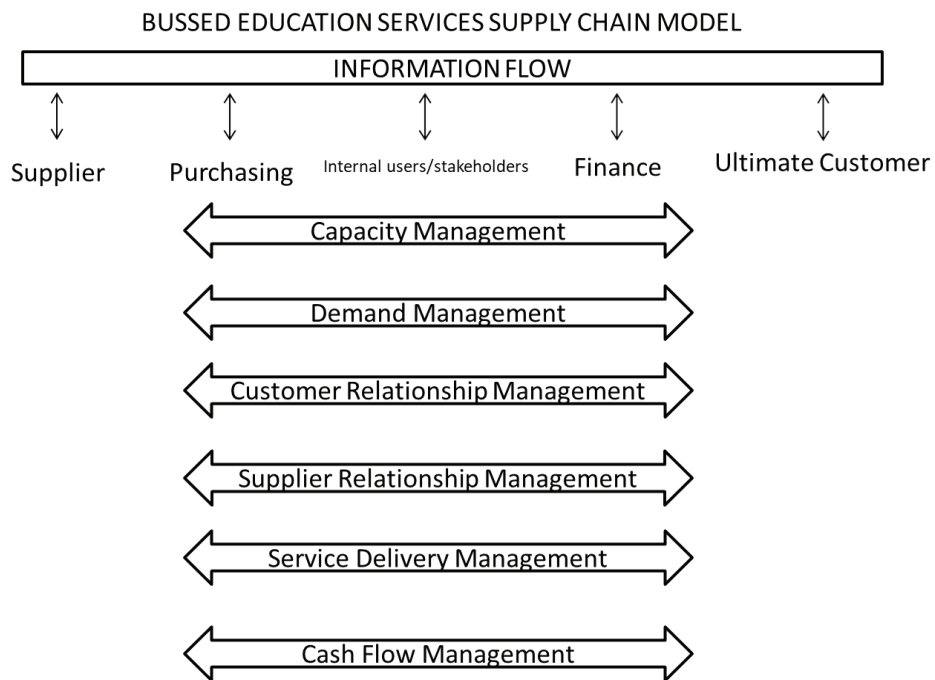 BUSSED EDUCATION SERVICES SUPPLY CHAIN MODEL
INFORMATION FLOW
Supplier
Purchasing
Internal users/stakeholders
Finance
Ultimate Customer
Capacity Management
Demand Management
Customer Relationship Management
Supplier Relationship Management
Service Delivery Management
Cash Flow Management